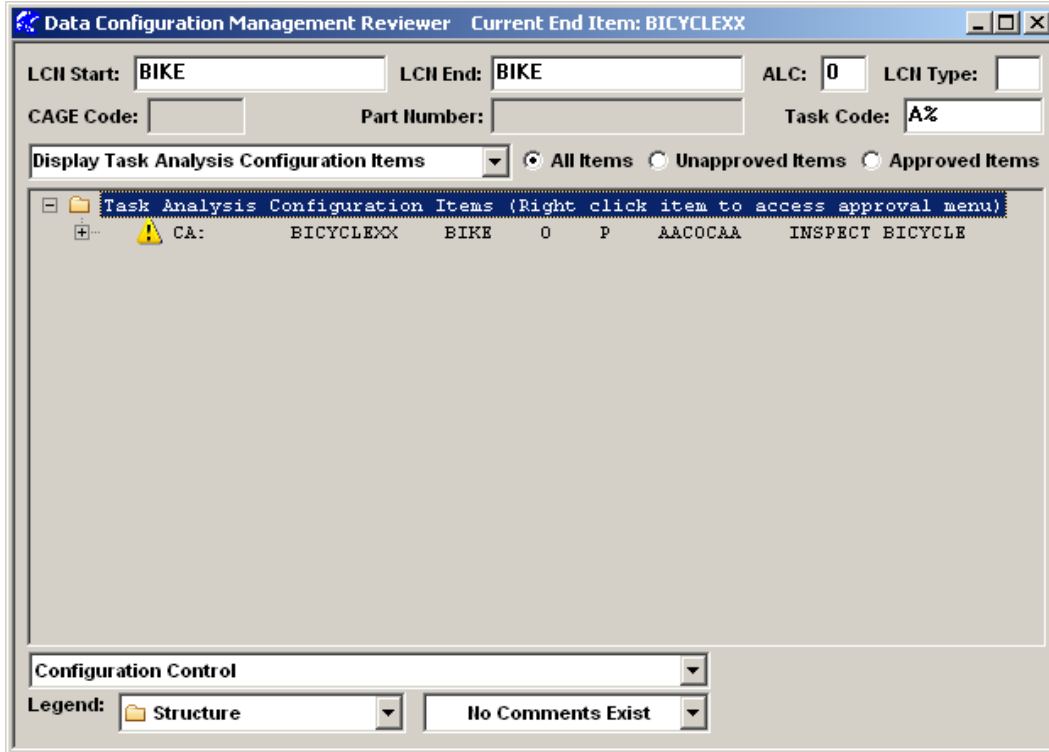 Data Configuration Management Reviewer Current End Item: BICYCLEXX
LCN Start: BIKE LCN End: BIKE ALC: 0 LCN Type:
CAGE Code: Part Number: Task Code: A%
Display Task Analysis Configuration Items All Items Unapproved Items Approved Items
Task Analysis Configuration Items (Right click item to access approval menu)
CA: BICYCLEXX BIKE 0 P AACOCAA INSPECT BICYCLE
Configuration Control
Legend: Structure No Comments Exist